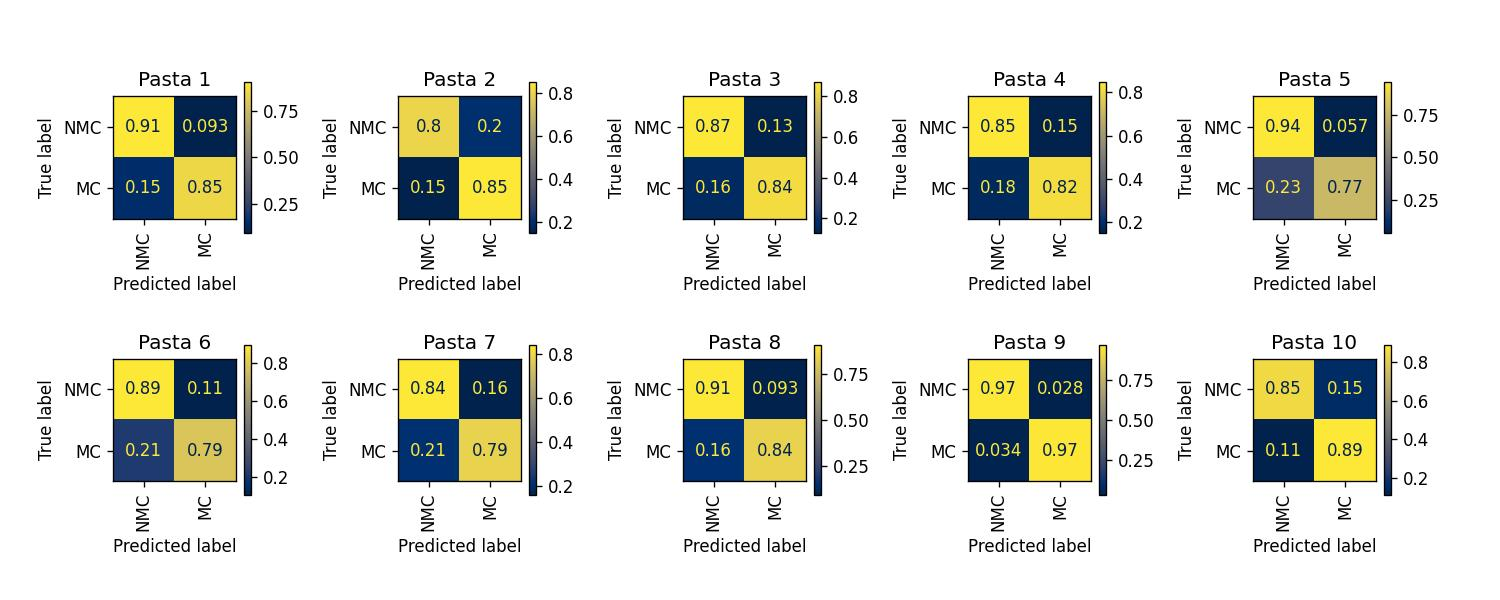 Pasta 1
True label
NMC 0.91 0.093
MC 0.15 0.85
NMC MC
Predicted label
0.75
0.50
0.25
Pasta 2
True label
NMC 0.8 0.2
MC 0.15 0.85
NMC MC
Predicted label
0.8
0.6
0.4
0.2
Pasta 3
True label
NMC 0.87 0.13
MC 0.16 0.84
NMC MC
Predicted label
0.8
0.6
0.4
0.2
Pasta 4
True label
NMC 0.85 0.15
MC 0.18 0.82
NMC MC
Predicted label
0.8
0.6
0.4
0.2
Pasta 5
True label
NMC 0.94 0.057
MC 0.23 0.77
NMC MC
Predicted label
0.75
0.50
0.25
Pasta 6
True label
NMC 0.89 0.11
MC 0.21 0.79
NMC MC
Predicted label
0.8
0.6
0.4
0.2
Pasta 7
True label
NMC 0.84 0.16
MC 0.21 0.79
NMC MC
Predicted label
0.8
0.6
0.4
0.2
Pasta 8
True label
NMC 0.91 0.093
MC 0.16 0.84
NMC MC
Predicted label
0.75
0.50
0.25
Pasta 9
True label
NMC 0.97 0.028
MC 0.034 0.97
NMC MC
Predicted label
0.75
0.50
0.25
Pasta 10
True label
NMC 0.85 0.15
MC 0.11 0.89
NMC MC
Predicted label
0.8
0.6
0.4
0.2